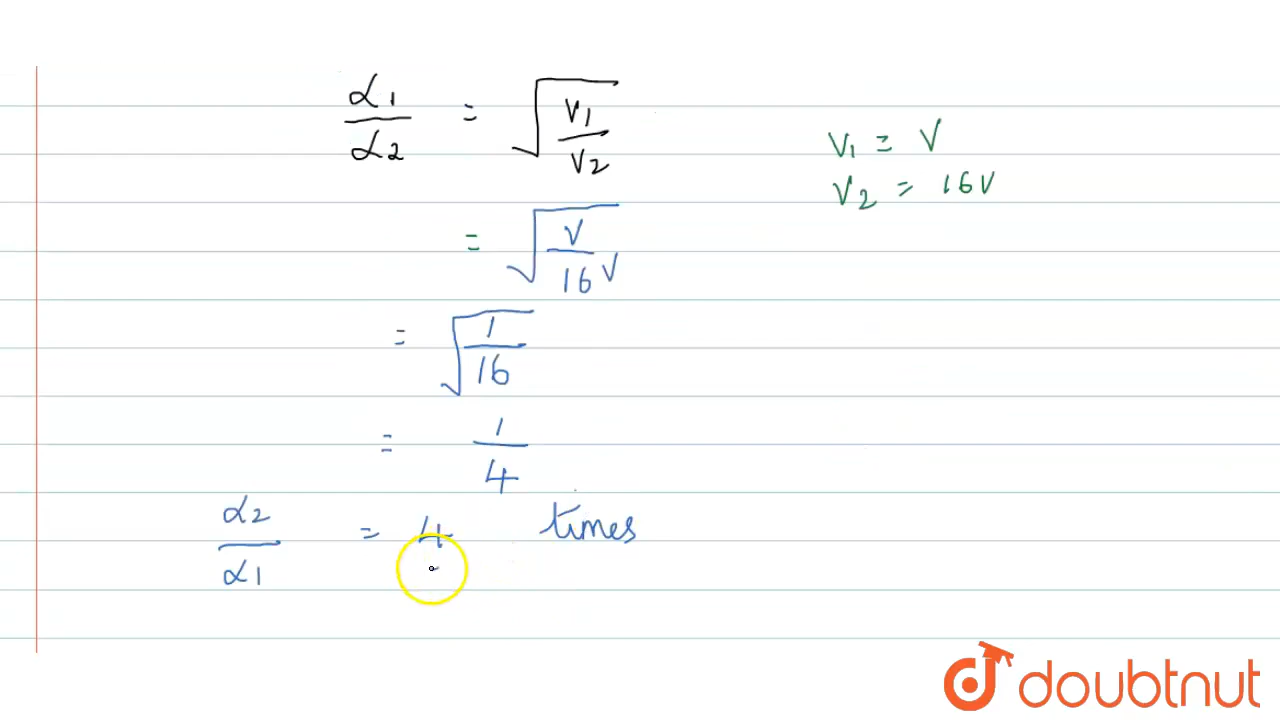 α1/α2 = √(V1/V2)
V1 = V
V2 = 16V
= √(V/16V)
= √(1/16)
= 1/4
α2/α1 = 4 times
doubtnut